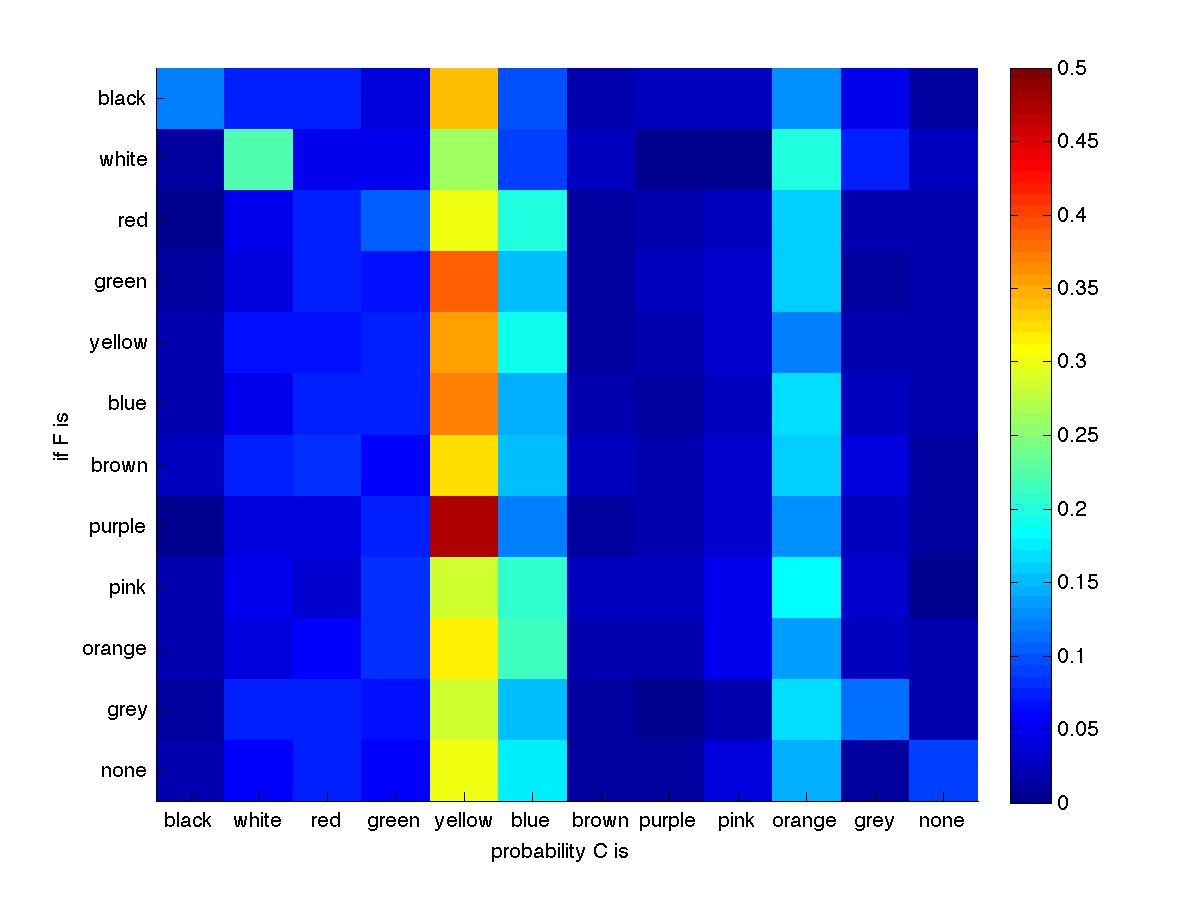 black
white
red
green
yellow
blue
brown
purple
pink
orange
grey
none
if F is
black white red green yellow blue brown purple pink orange grey none
probability C is
0.5
0.45
0.4
0.35
0.3
0.25
0.2
0.15
0.1
0.05
0